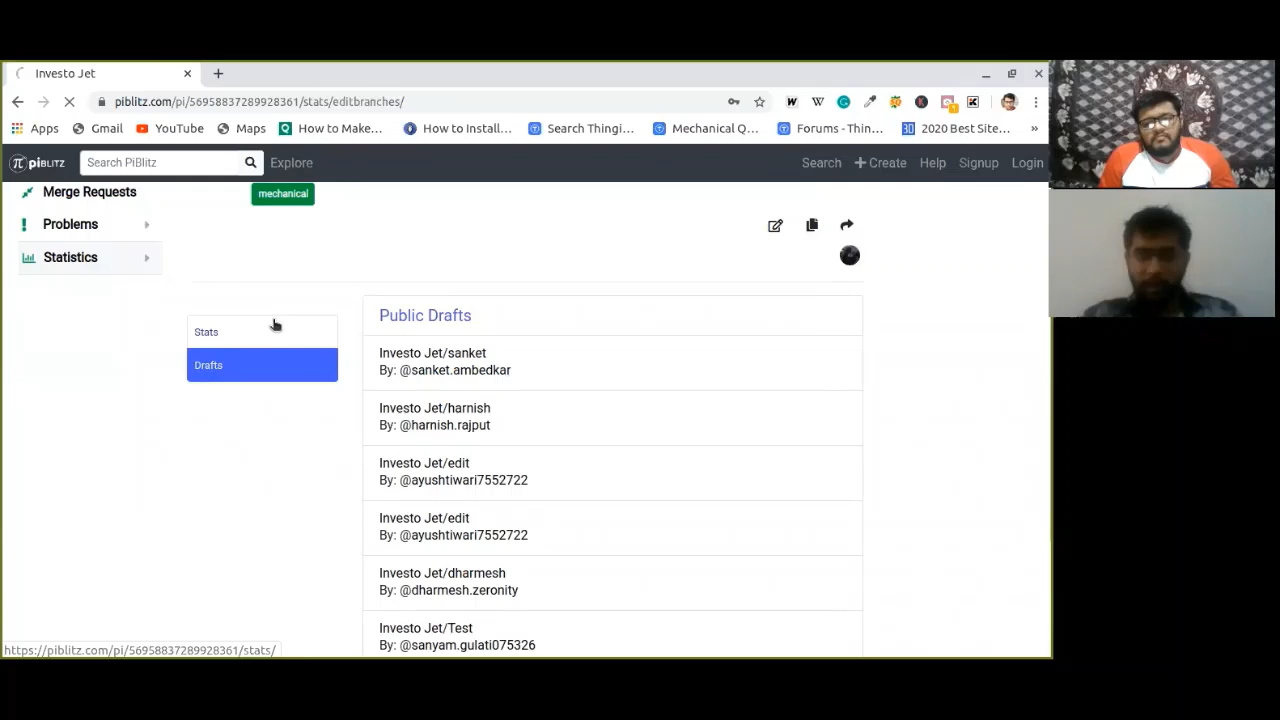 Investo Jet
piblitz.com/pi/56958837289928361/stats/editbranches/
Apps Gmail YouTube Maps How to Make... How to Install... Search Thingi... Mechanical Q... Forums - Thin... 2020 Best Site... »
π piBLITZ Search PiBlitz Explore Search + Create Help Signup Login
Merge Requests
mechanical
Problems
Statistics
Stats
Drafts
Public Drafts
Investo Jet/sanket
By: @sanket.ambedkar
Investo Jet/harnish
By: @harnish.rajput
Investo Jet/edit
By: @ayushtiwari7552722
Investo Jet/edit
By: @ayushtiwari7552722
Investo Jet/dharmesh
By: @dharmesh.zeronity
Investo Jet/Test
By: @sanyam.gulati075326
https://piblitz.com/pi/56958837289928361/stats/